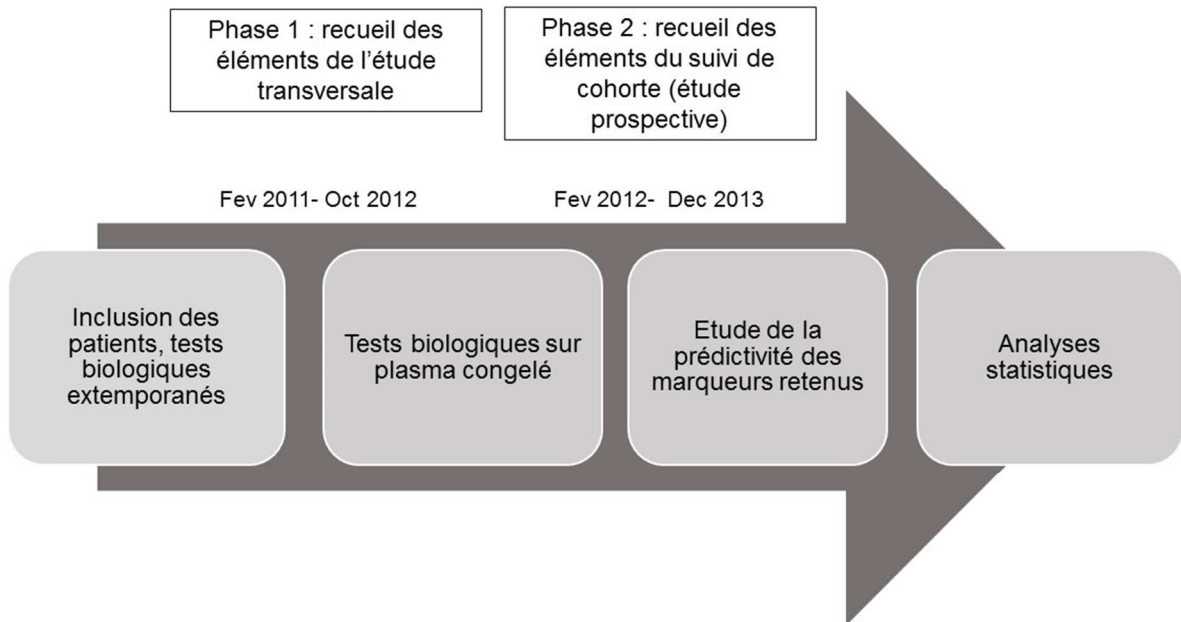 Phase 1 : recueil des
éléments de l’étude
transversale
Phase 2 : recueil des
éléments du suivi de
cohorte (étude
prospective)
Fev 2011- Oct 2012
Fev 2012- Dec 2013
Inclusion des
patients, tests
biologiques
extemporanés
Tests biologiques sur
plasma congelé
Etude de la
prédictivité des
marqueurs retenus
Analyses
statistiques